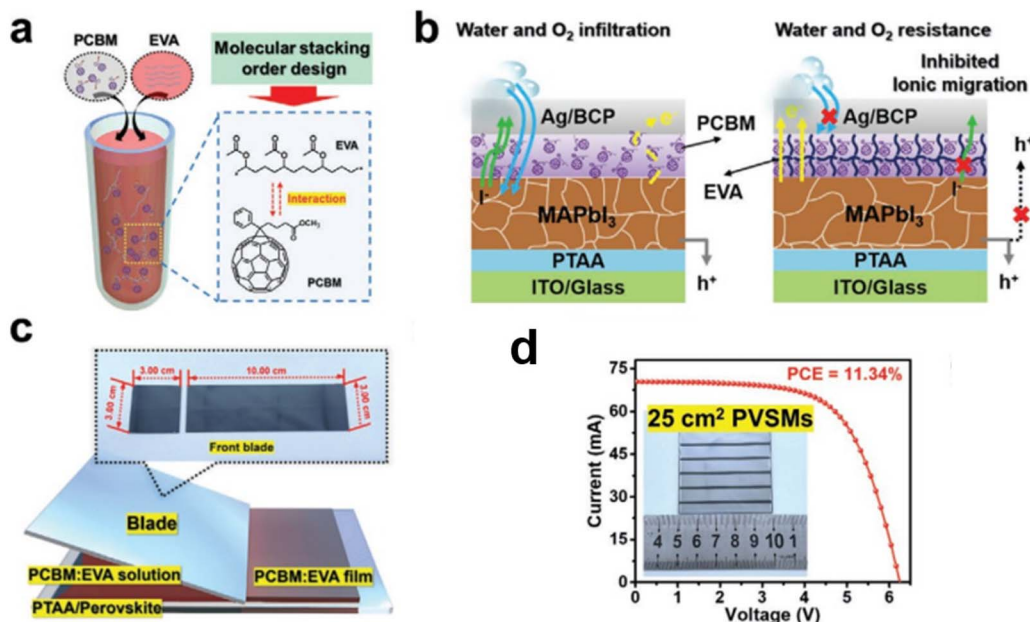 a
PCBM
EVA
Molecular stacking
order design
EVA
Interaction
OCH₃
PCBM
b
Water and O₂ infiltration
Water and O₂ resistance
Inhibited
Ionic migration
Ag/BCP
PCBM
EVA
I⁻
MAPbI₃
PTAA
ITO/Glass
h⁺
Ag/BCP
I⁻
MAPbI₃
PTAA
ITO/Glass
h⁺
h⁺
c
3.00 cm
10.00 cm
3.00 cm
3.00 cm
Front blade
Blade
PCBM:EVA solution
PCBM:EVA film
PTAA/Perovskite
d
PCE = 11.34%
25 cm² PVSMs
4 5 6 7 8 9 10 1
Current (mA)
75
60
45
30
15
0
0 1 2 3 4 5 6
Voltage (V)